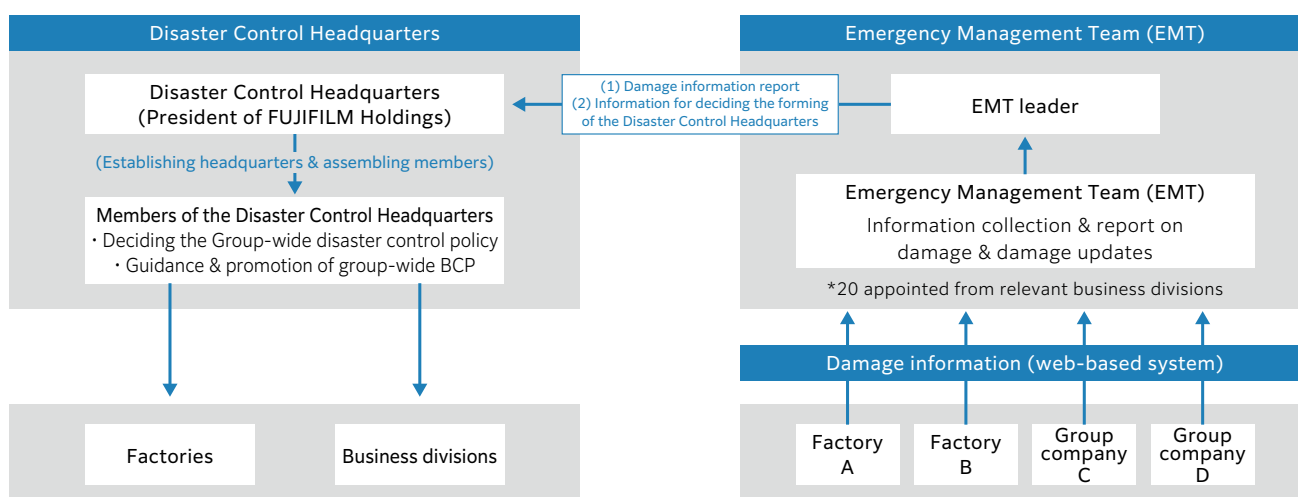 Disaster Control Headquarters
Disaster Control Headquarters
(President of FUJIFILM Holdings)
(Establishing headquarters & assembling members)
Members of the Disaster Control Headquarters
・Deciding the Group-wide disaster control policy
・Guidance & promotion of group-wide BCP
Factories
Business divisions
(1) Damage information report
(2) Information for deciding the forming
of the Disaster Control Headquarters
Emergency Management Team (EMT)
EMT leader
Emergency Management Team (EMT)
Information collection & report on
damage & damage updates
*20 appointed from relevant business divisions
Damage information (web-based system)
Factory
A
Factory
B
Group
company
C
Group
company
D